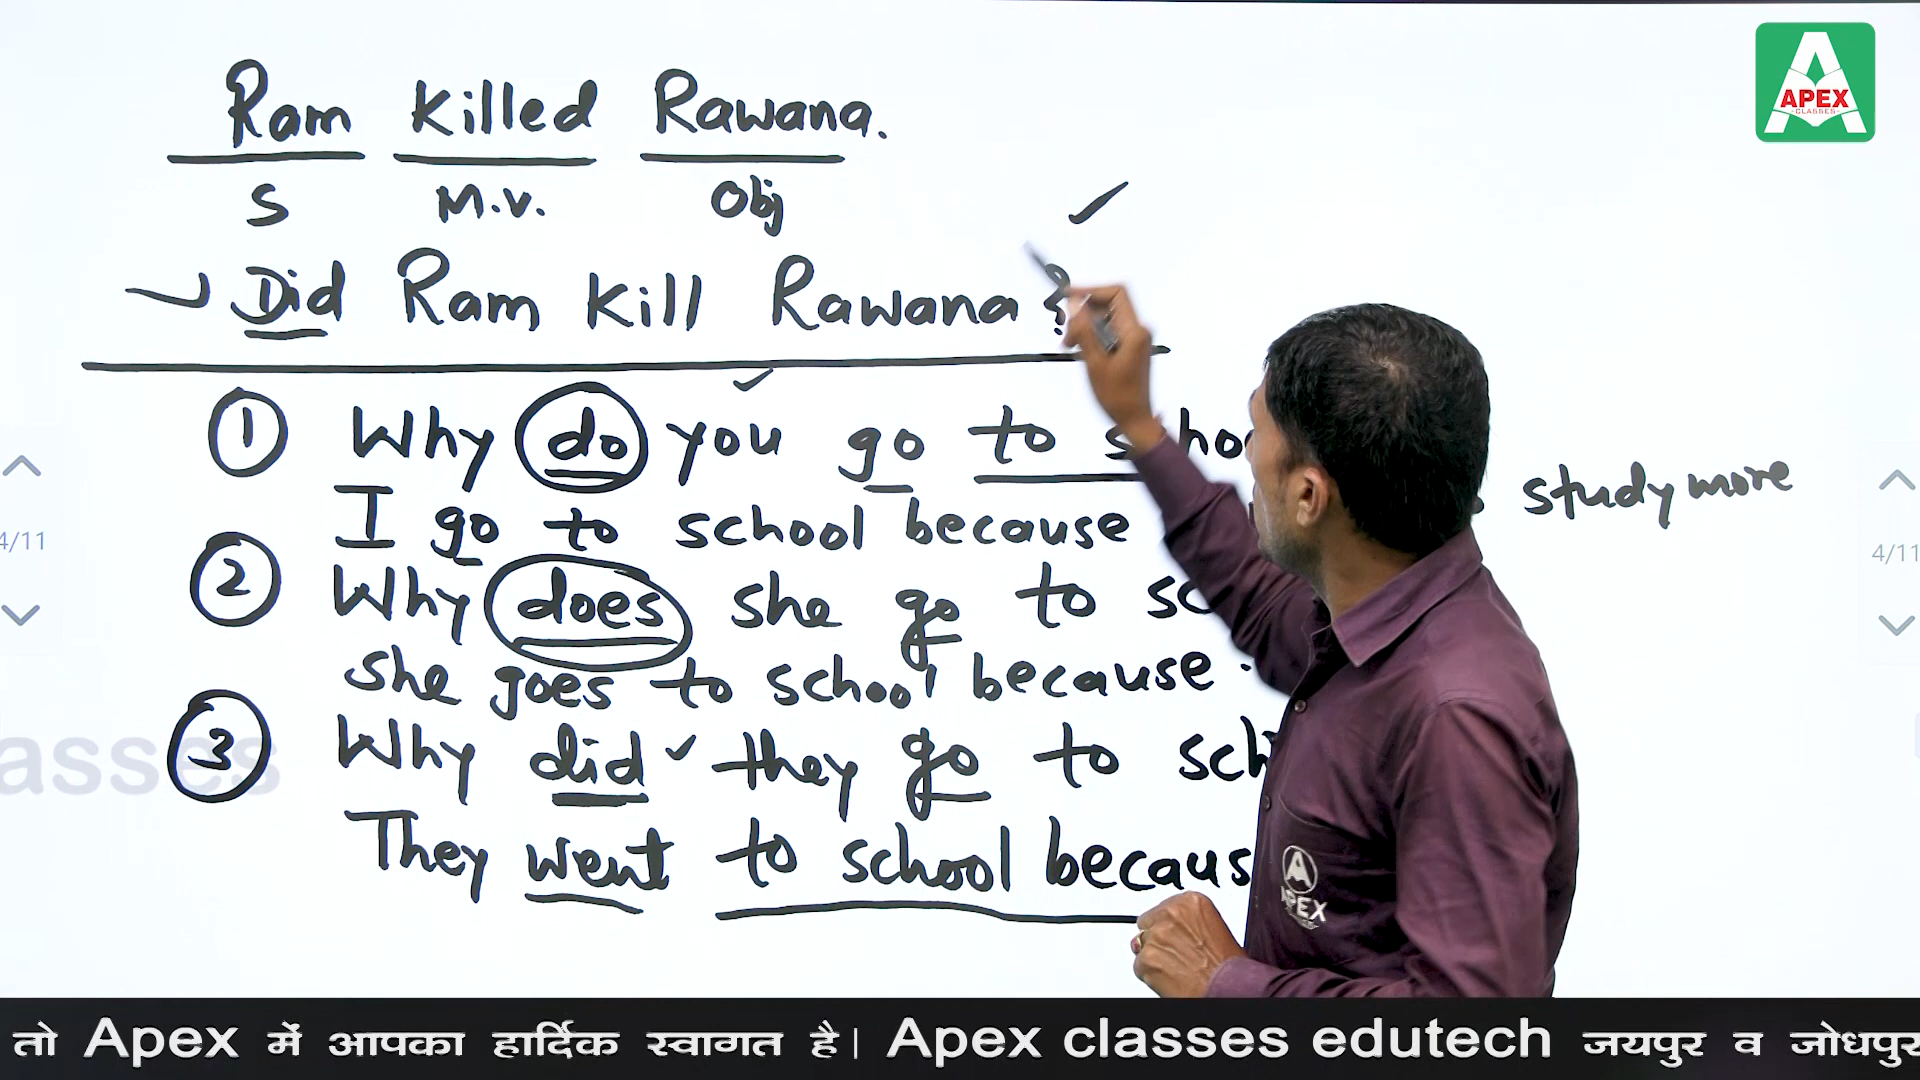 Ram Killed Rawana.
S M.V. Obj
Did Ram Kill Rawana?
1 Why do you go to
study more
I go to school because
2 Why does she go to
she goes to school because
3 Why did they go to
They went to school
APEX
CLASSES
4/11
4/11
asses
APEX
तो Apex में आपका हार्दिक स्वागत है। Apex classes edutech जयपुर व जोधपुर